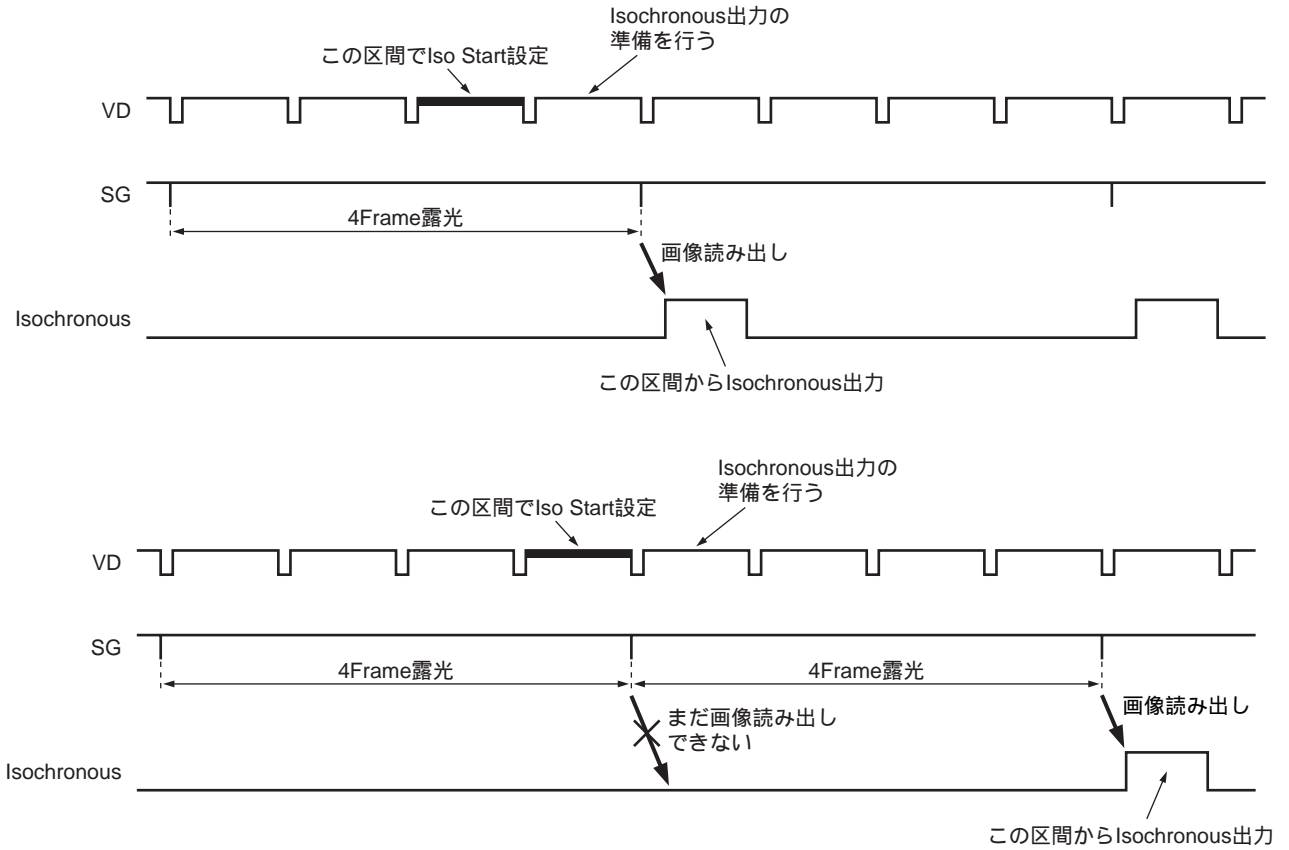 Isochronous出力の
準備を行う
この区間でIso Start設定
VD
SG
4Frame露光
画像読み出し
Isochronous
この区間からIsochronous出力
Isochronous出力の
準備を行う
この区間でIso Start設定
VD
SG
4Frame露光
4Frame露光
まだ画像読み出し
できない
画像読み出し
Isochronous
この区間からIsochronous出力